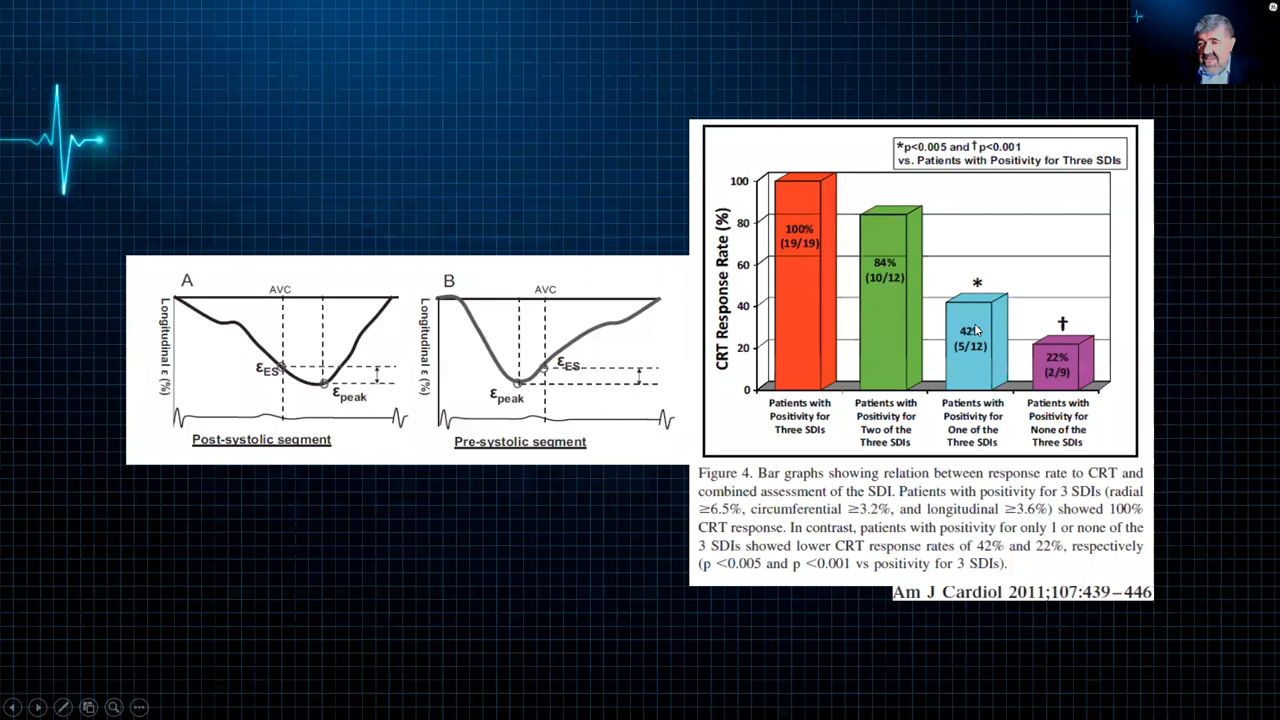 A
AVC
Longitudinal ε (%)
εES
εpeak
Post-systolic segment
B
AVC
Longitudinal ε (%)
εES
εpeak
Pre-systolic segment
*p<0.005 and †p<0.001
vs. Patients with Positivity for Three SDIs
CRT Response Rate (%)
100
80
60
40
20
0
100%
(19/19)
84%
(10/12)
*
42%
(5/12)
†
22%
(2/9)
Patients with
Positivity for
Three SDIs
Patients with
Positivity for
Two of the
Three SDIs
Patients with
Positivity for
One of the
Three SDIs
Patients with
Positivity for
None of the
Three SDIs
Figure 4. Bar graphs showing relation between response rate to CRT and
combined assessment of the SDI. Patients with positivity for 3 SDIs (radial
≥6.5%, circumferential ≥3.2%, and longitudinal ≥3.6%) showed 100%
CRT response. In contrast, patients with positivity for only 1 or none of the
3 SDIs showed lower CRT response rates of 42% and 22%, respectively
(p <0.005 and p <0.001 vs positivity for 3 SDIs).
Am J Cardiol 2011;107:439–446